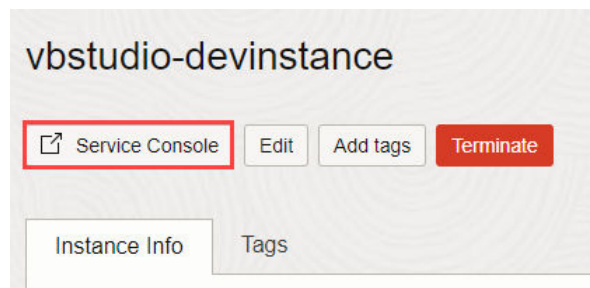 vbstudio-devinstance
Service Console Edit Add tags Terminate
Instance Info Tags